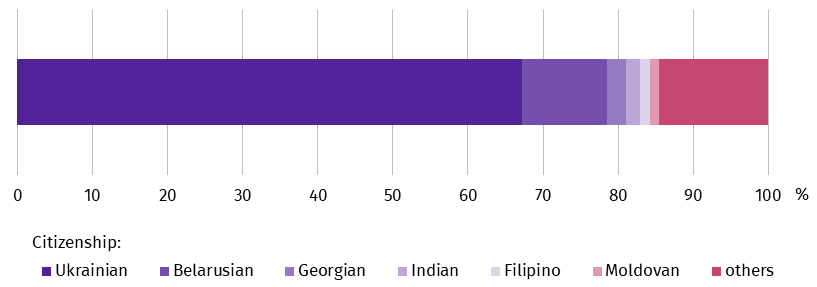 0 10 20 30 40 50 60 70 80 90 100 %
Citizenship:
Ukrainian Belarusian Georgian Indian Filipino Moldovan others